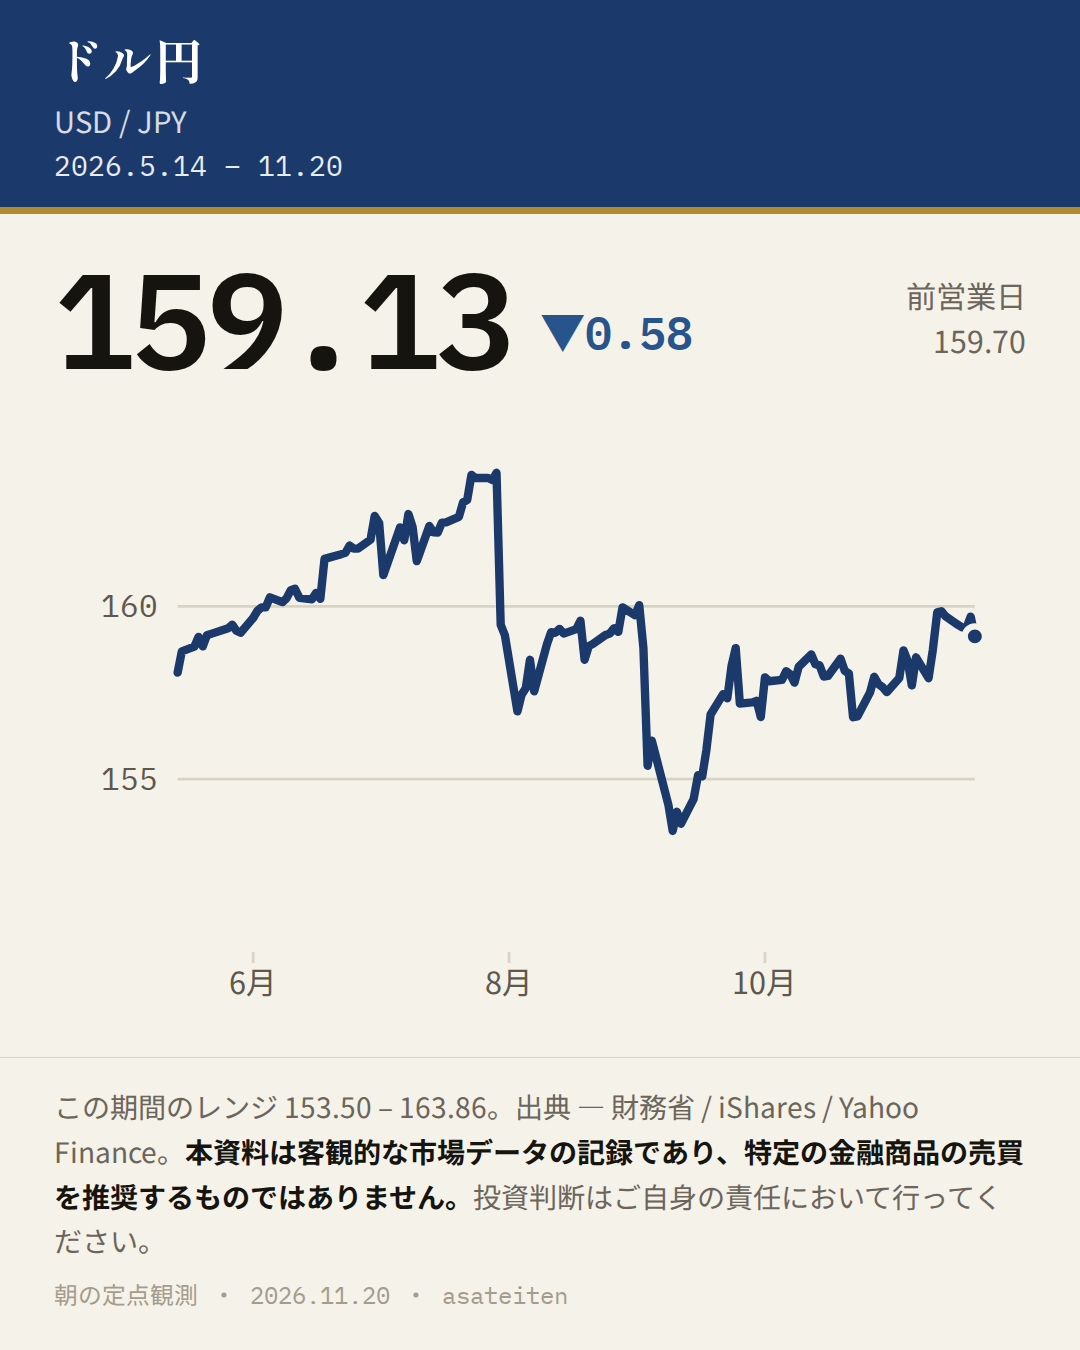 ドル円
USD / JPY
2026.5.14 – 11.20
159.13 ▼0.58
前営業日
159.70
160
155
6月 8月 10月
この期間のレンジ 153.50 – 163.86。出典 — 財務省 / iShares / Yahoo
Finance。本資料は客観的な市場データの記録であり、特定の金融商品の売買
を推奨するものではありません。投資判断はご自身の責任において行ってく
ださい。
朝の定点観測 ・ 2026.11.20 ・ asateiten